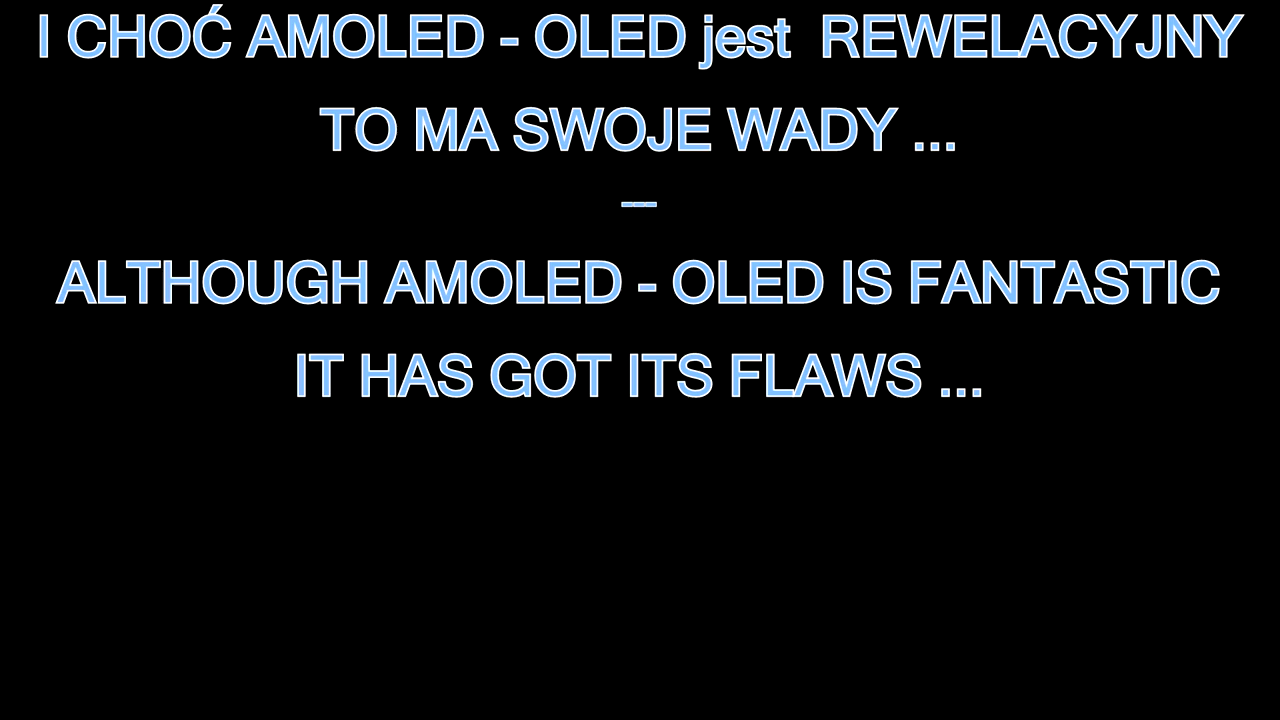 I CHOĆ AMOLED - OLED jest  REWELACYJNY
TO MA SWOJE WADY ...
---
ALTHOUGH AMOLED - OLED IS FANTASTIC
IT HAS GOT ITS FLAWS ...